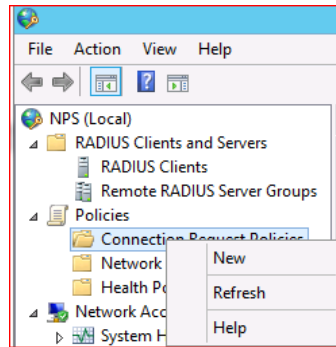 File Action View Help
NPS (Local)
RADIUS Clients and Servers
RADIUS Clients
Remote RADIUS Server Groups
Policies
Connection Request Policies
Network
New
Health Po
Refresh
Network Acc
System H
Help